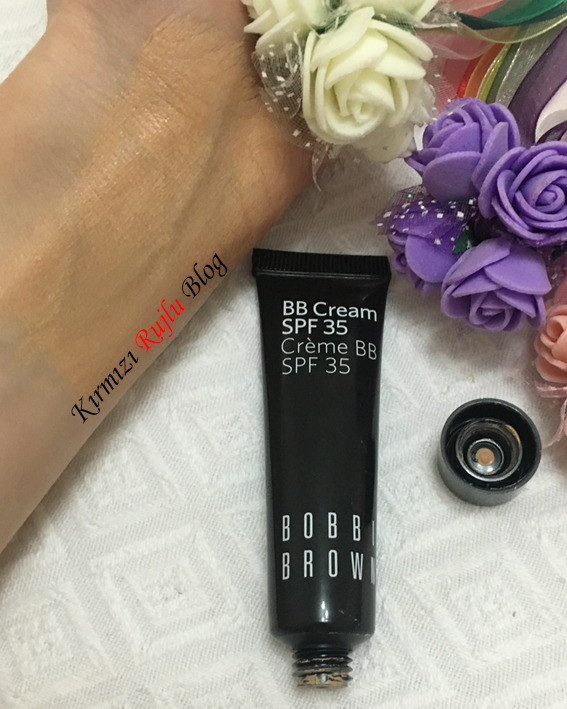 Kırmızı Rujlu Blog
BB Cream
SPF 35
Crème BB
SPF 35
BOBBI
BROWN